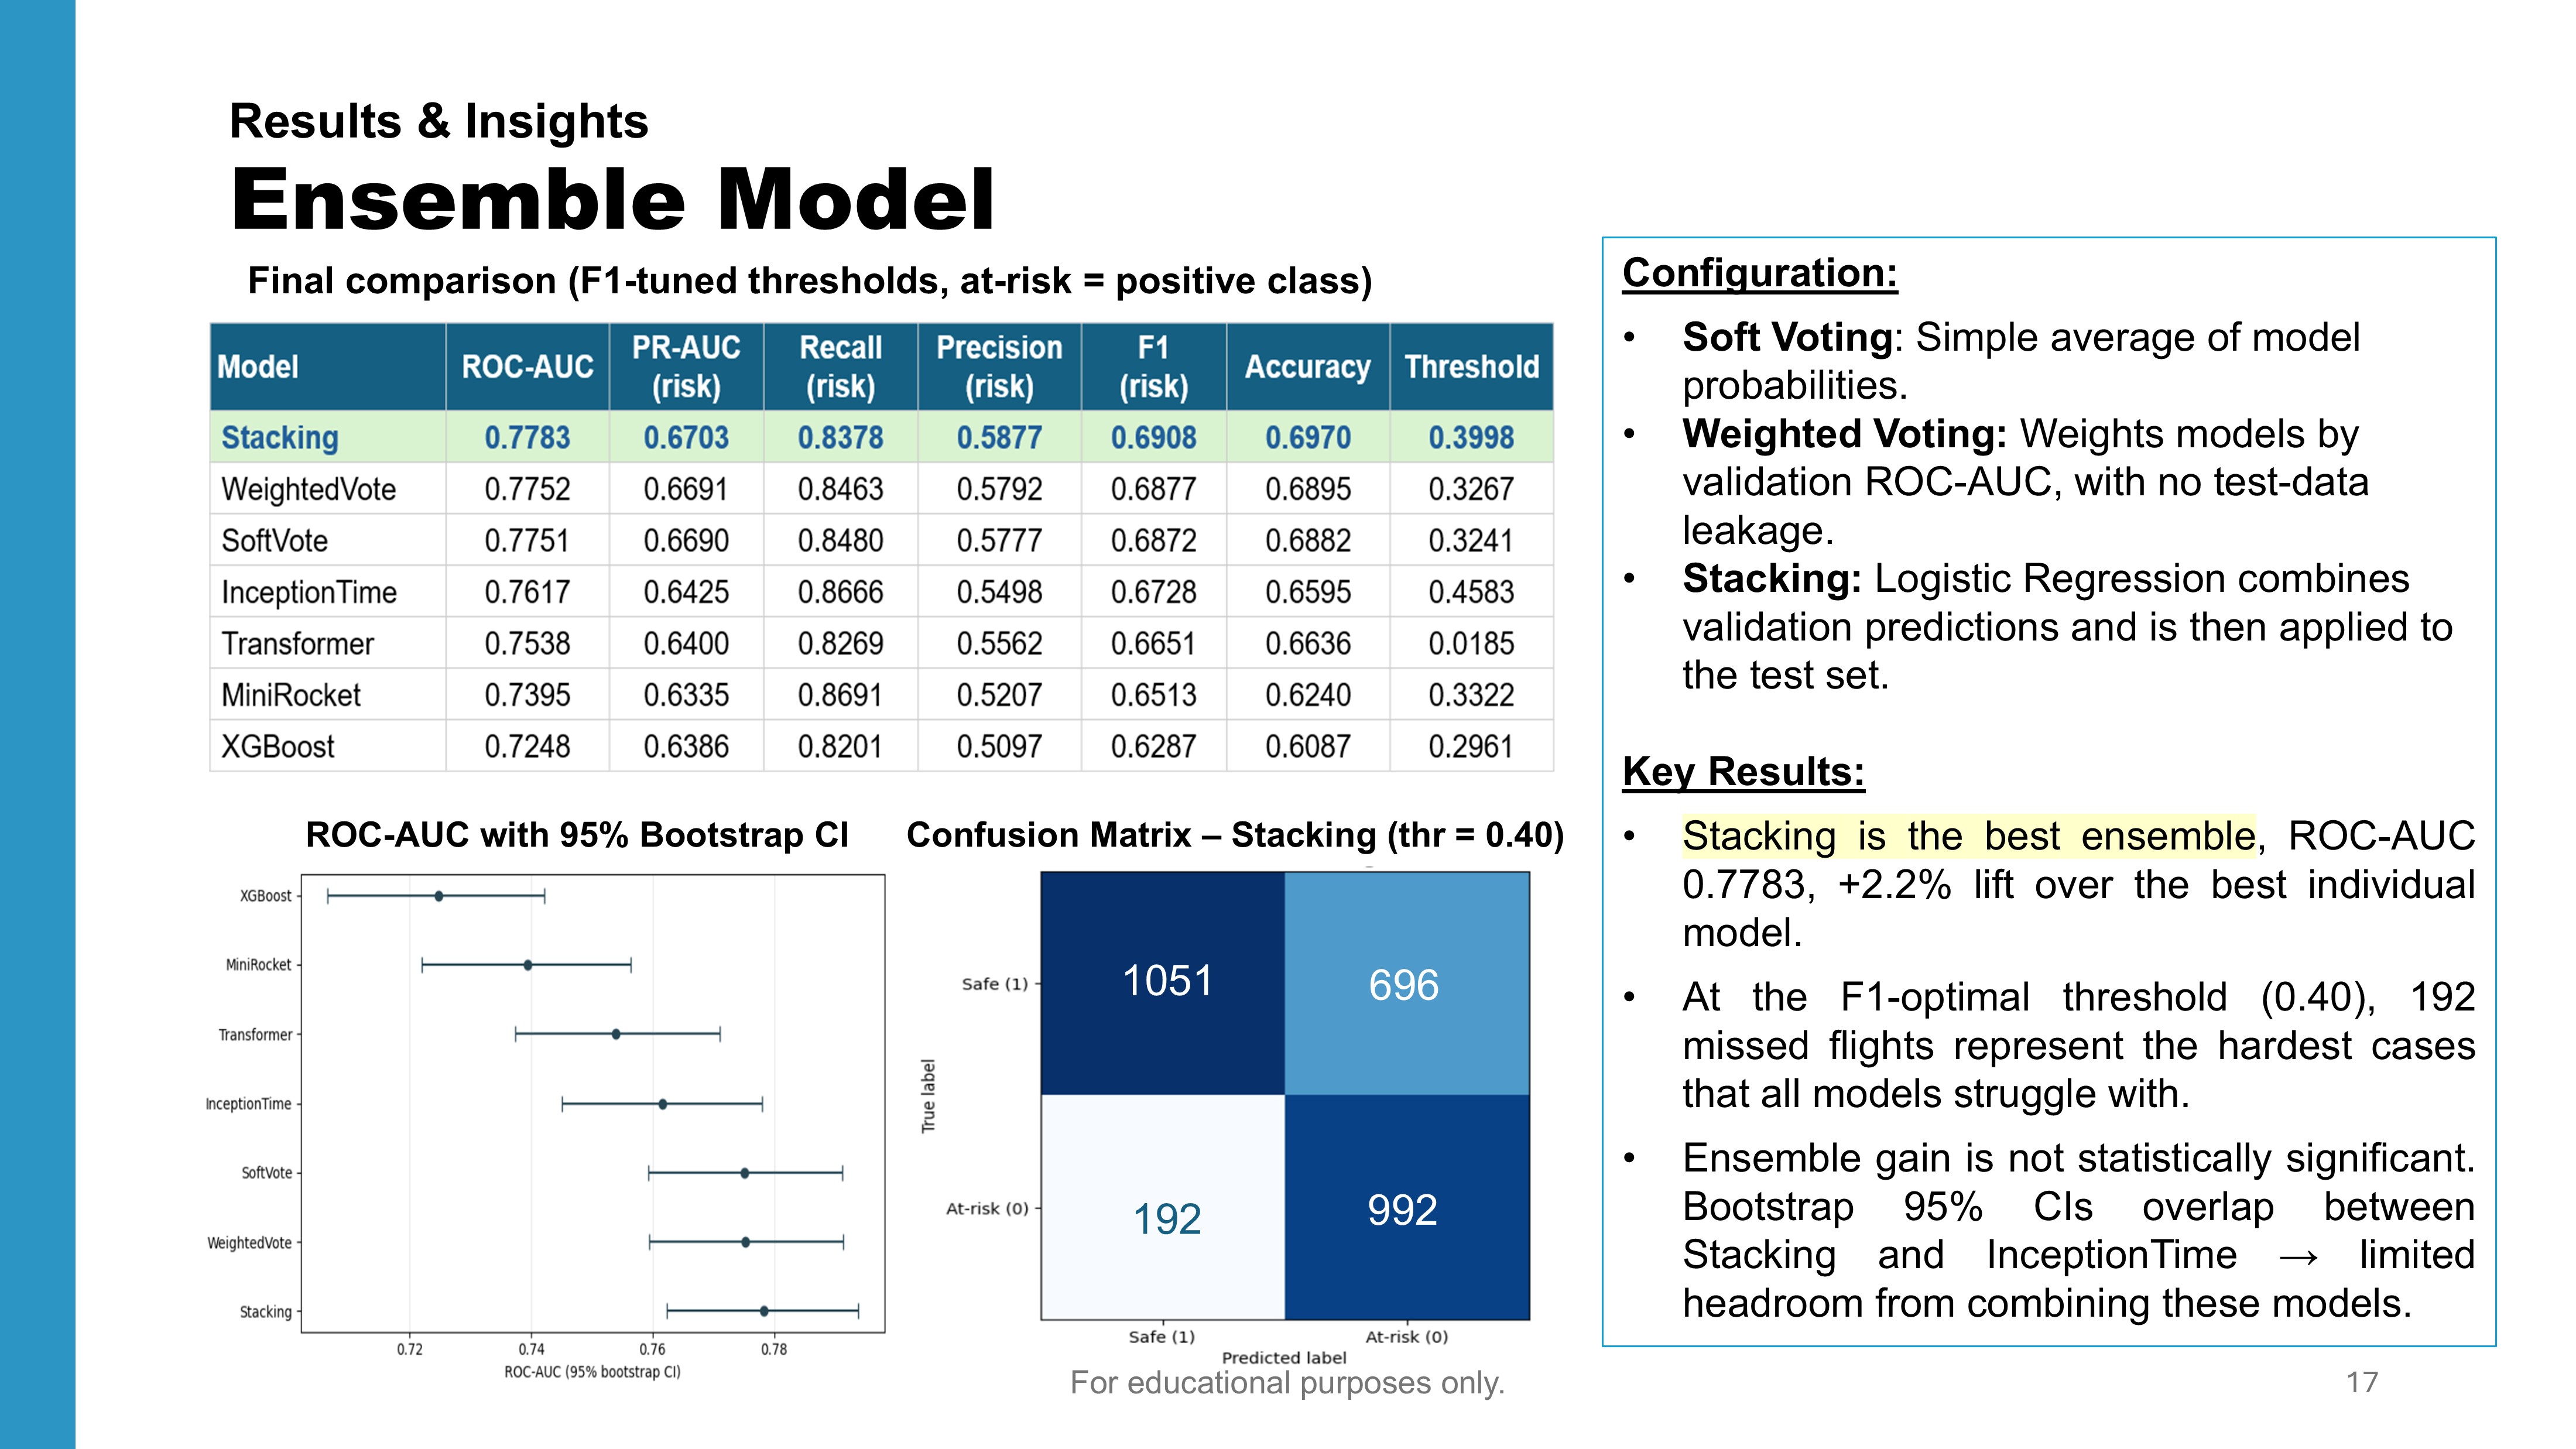 Results & Insights
Ensemble Model
Final comparison (F1-tuned thresholds, at-risk = positive class)
Model ROC-AUC PR-AUC (risk) Recall (risk) Precision (risk) F1 (risk) Accuracy Threshold
Stacking 0.7783 0.6703 0.8378 0.5877 0.6908 0.6970 0.3998
WeightedVote 0.7752 0.6691 0.8463 0.5792 0.6877 0.6895 0.3267
SoftVote 0.7751 0.6690 0.8480 0.5777 0.6872 0.6882 0.3241
InceptionTime 0.7617 0.6425 0.8666 0.5498 0.6728 0.6595 0.4583
Transformer 0.7538 0.6400 0.8269 0.5562 0.6651 0.6636 0.0185
MiniRocket 0.7395 0.6335 0.8691 0.5207 0.6513 0.6240 0.3322
XGBoost 0.7248 0.6386 0.8201 0.5097 0.6287 0.6087 0.2961
ROC-AUC with 95% Bootstrap CI
XGBoost
MiniRocket
Transformer
InceptionTime
SoftVote
WeightedVote
Stacking
0.72 0.74 0.76 0.78
ROC-AUC (95% bootstrap CI)
Confusion Matrix – Stacking (thr = 0.40)
True label
Safe (1) 1051 696
At-risk (0) 192 992
Safe (1) At-risk (0)
Predicted label
Configuration:
• Soft Voting: Simple average of model
probabilities.
• Weighted Voting: Weights models by
validation ROC-AUC, with no test-data
leakage.
• Stacking: Logistic Regression combines
validation predictions and is then applied to
the test set.
Key Results:
• Stacking is the best ensemble, ROC-AUC
0.7783, +2.2% lift over the best individual
model.
• At the F1-optimal threshold (0.40), 192
missed flights represent the hardest cases
that all models struggle with.
• Ensemble gain is not statistically significant.
Bootstrap 95% CIs overlap between
Stacking and InceptionTime → limited
headroom from combining these models.
For educational purposes only.
17